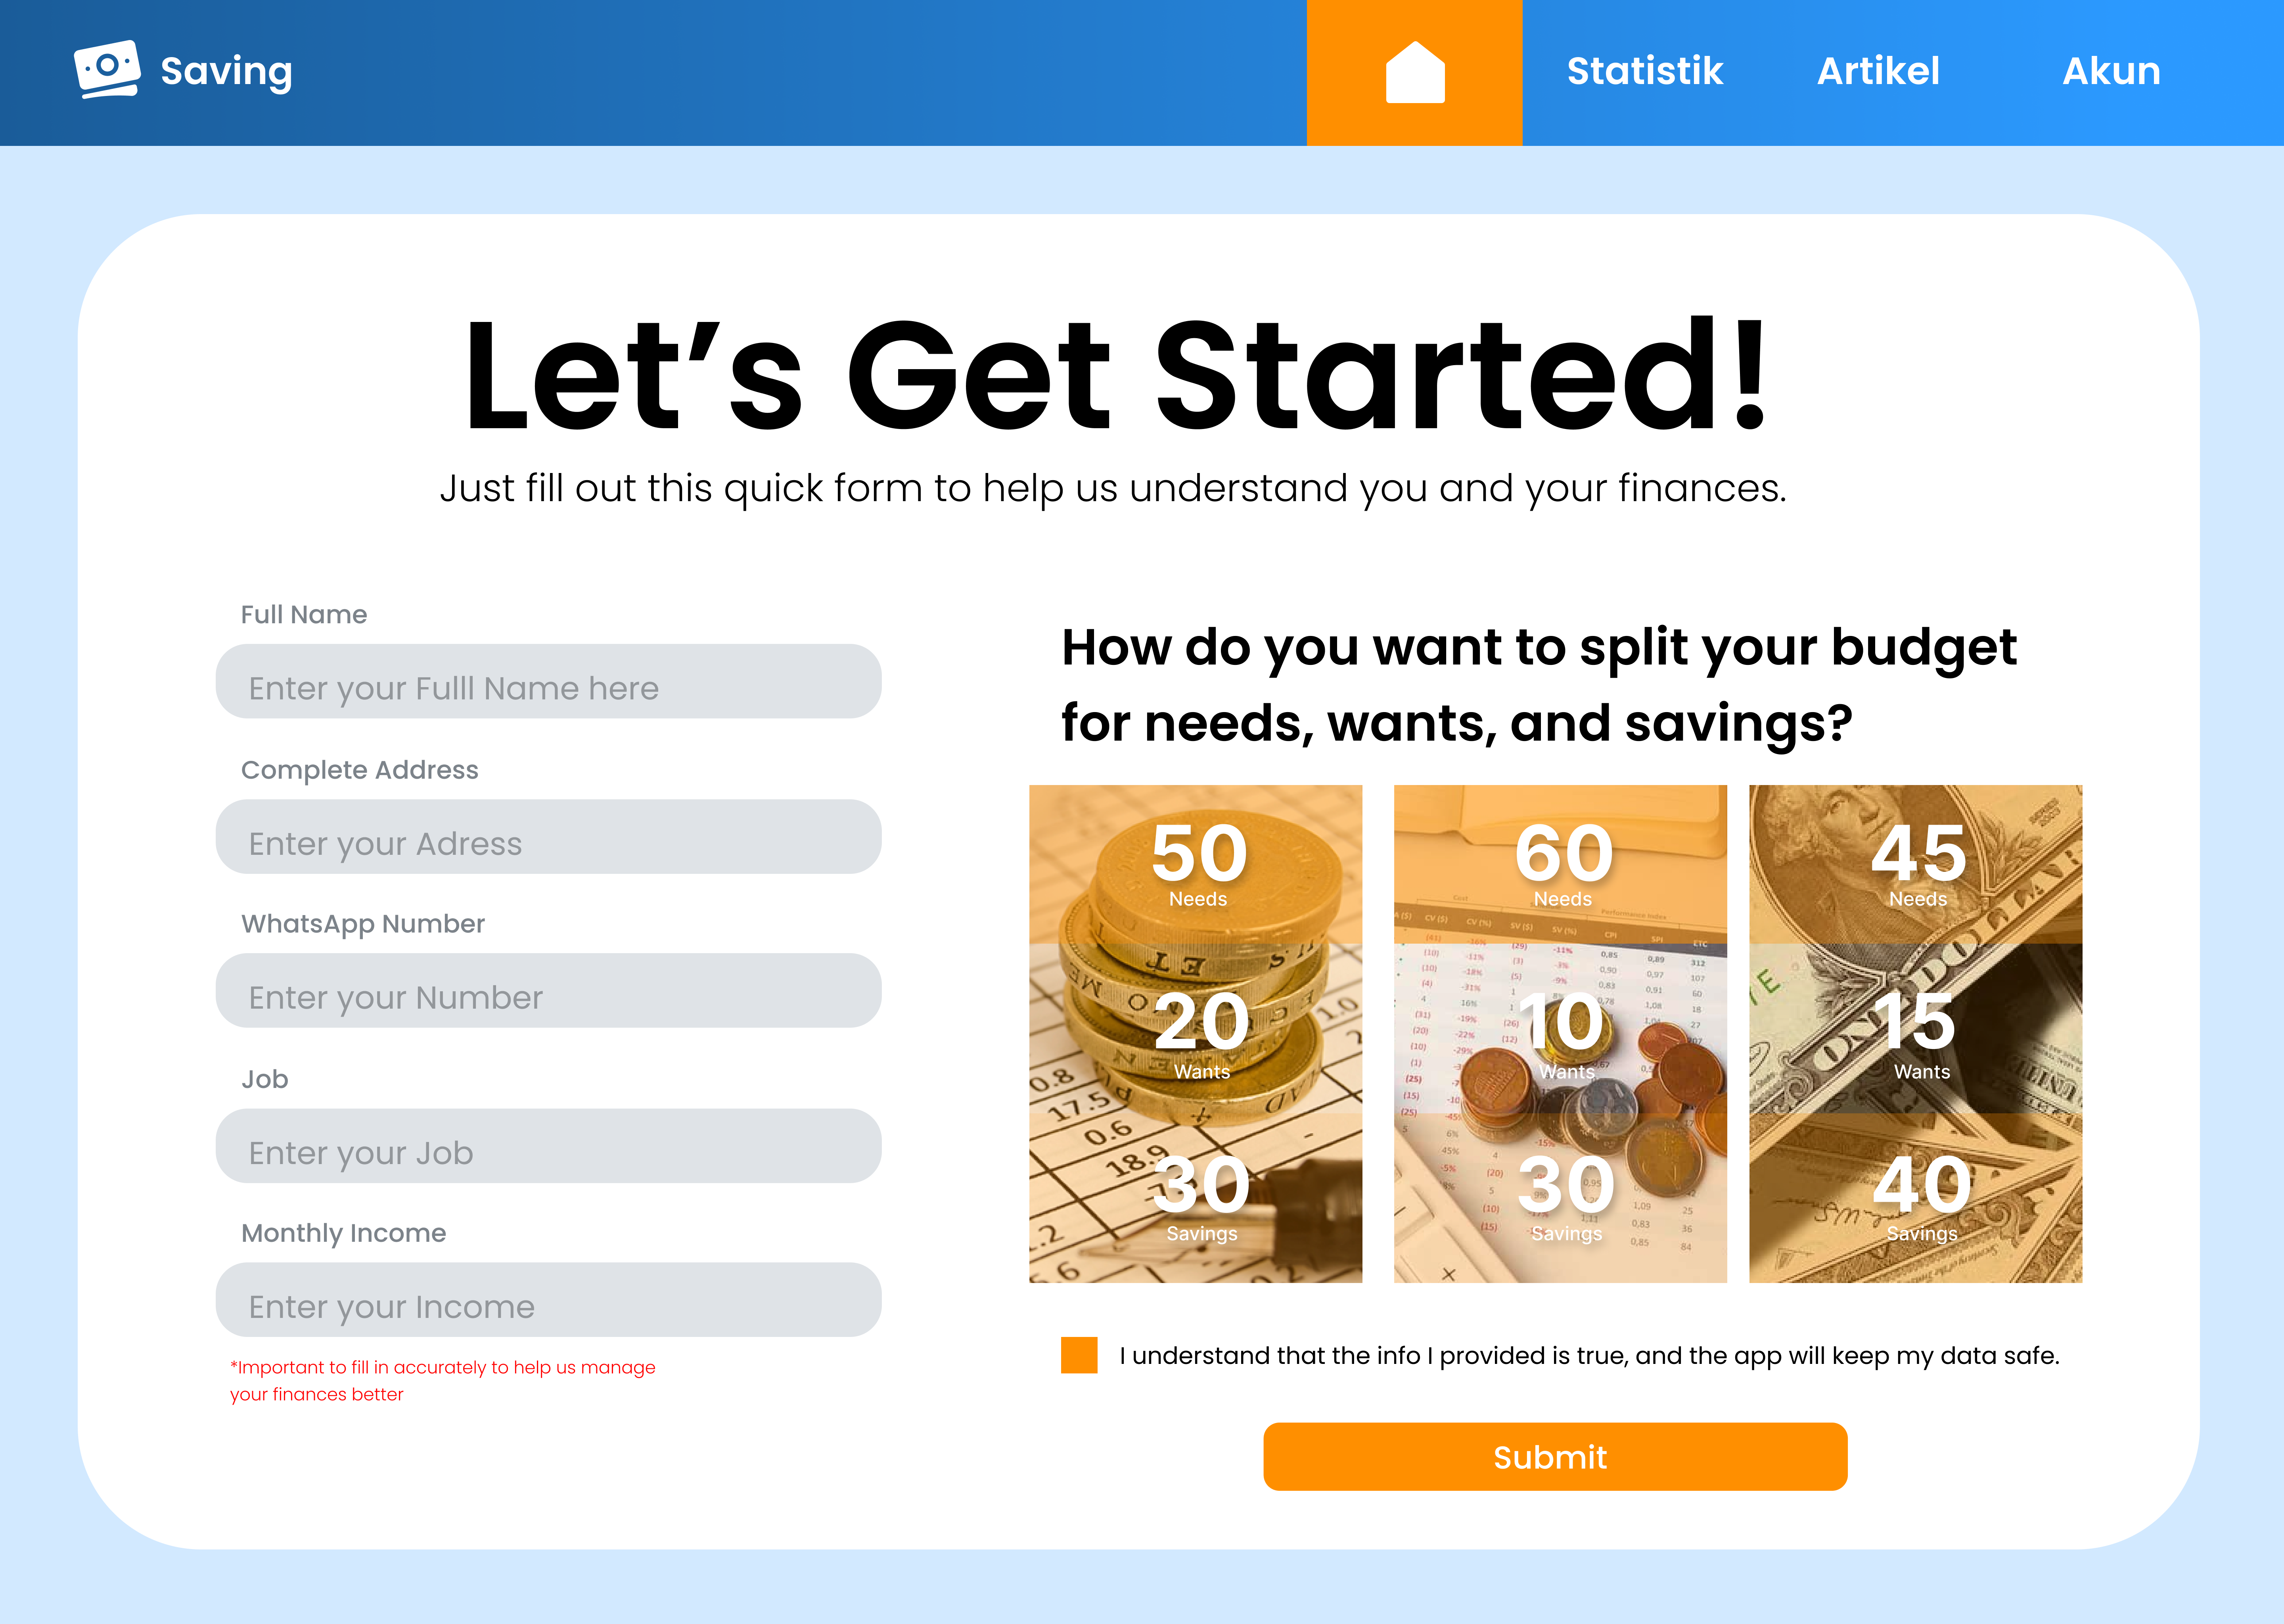 Saving
Statistik
Artikel
Akun
Let’s Get Started!
Just fill out this quick form to help us understand you and your finances.
Full Name
Enter your Fulll Name here
Complete Address
Enter your Adress
WhatsApp Number
Enter your Number
Job
Enter your Job
Monthly Income
Enter your Income
*Important to fill in accurately to help us manage
your finances better
How do you want to split your budget
for needs, wants, and savings?
50
Needs
20
Wants
30
Savings
60
Needs
10
Wants
30
Savings
45
Needs
15
Wants
40
Savings
I understand that the info I provided is true, and the app will keep my data safe.
Submit